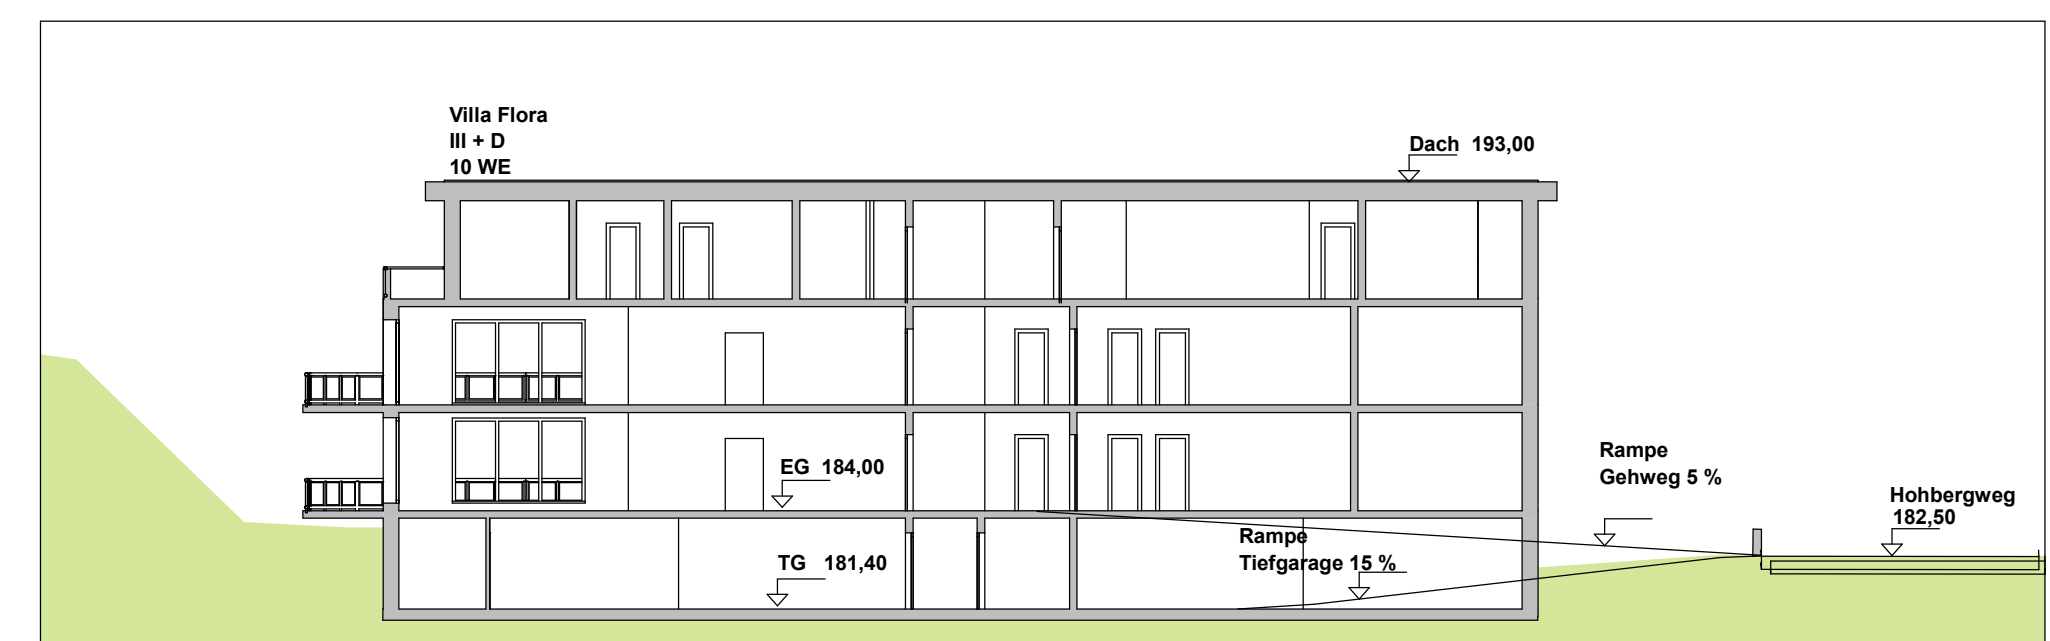 Villa Flora
III + D
10 WE
Dach 193,00
EG 184,00
Rampe
Gehweg 5 %
Hohbergweg
182,50
Rampe
Tiefgarage 15 %
TG 181,40